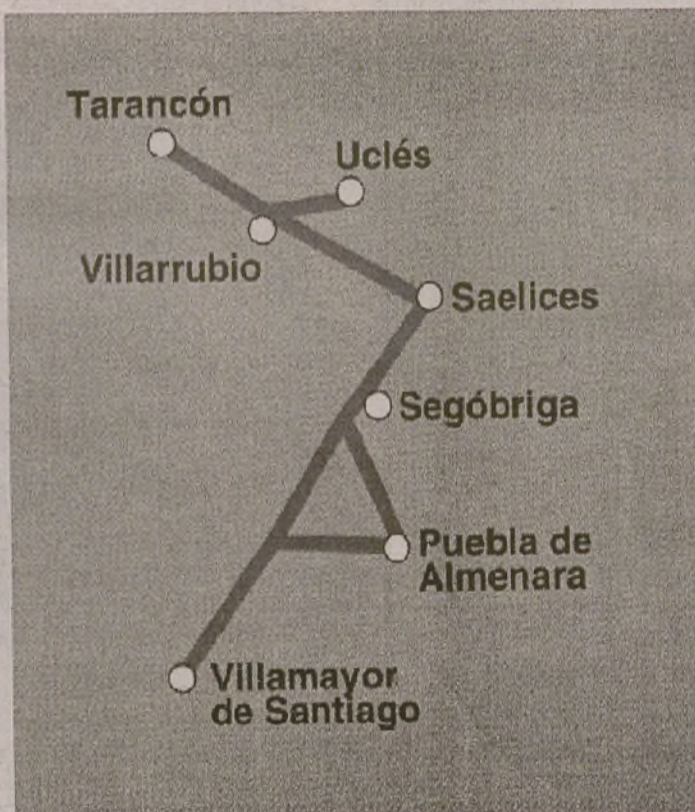 Tarancón
Uclés
Villarrubio
Saelices
Segóbriga
Puebla de
Almenara
Villamayor
de Santiago